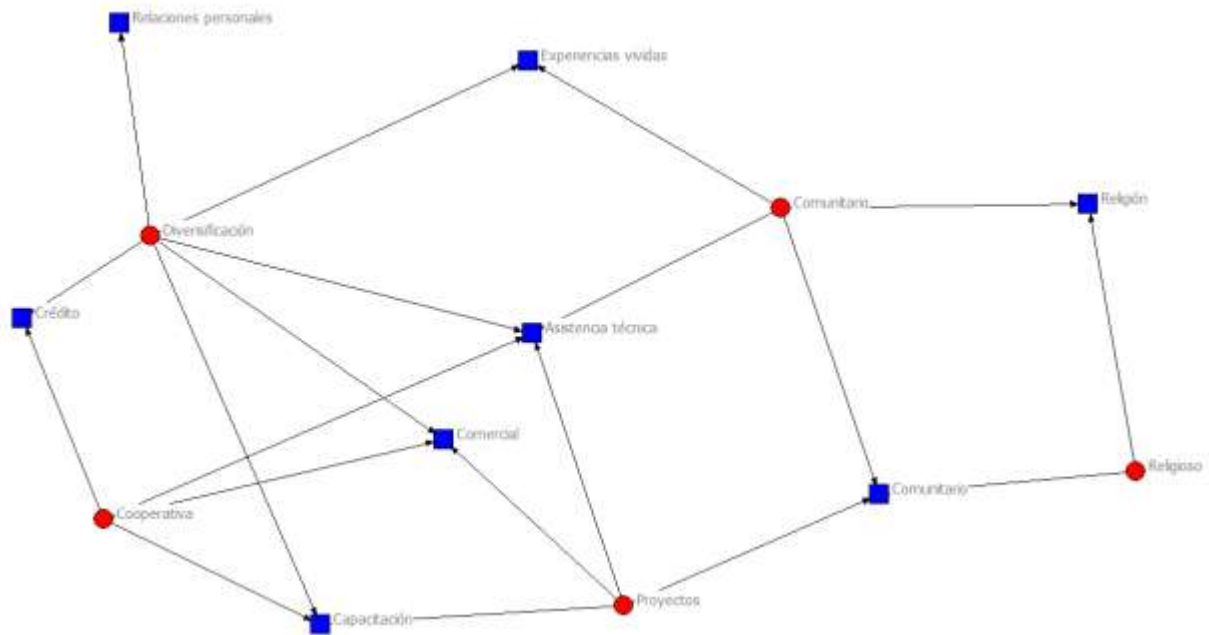 Relaciones personales
Experiencias vividas
Religión
Comunitario
Diversificación
Crédito
Asistencia técnica
Comercial
Religioso
Comunitario
Cooperativa
Proyectos
Capacitación